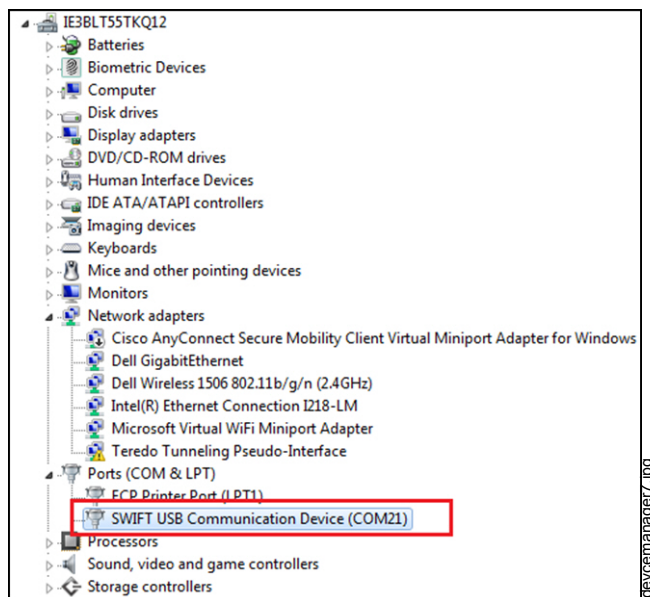 IE3BLT55TKQ12
Batteries
Biometric Devices
Computer
Disk drives
Display adapters
DVD/CD-ROM drives
Human Interface Devices
IDE ATA/ATAPI controllers
Imaging devices
Keyboards
Mice and other pointing devices
Monitors
Network adapters
Cisco AnyConnect Secure Mobility Client Virtual Miniport Adapter for Windows
Dell GigabitEthernet
Dell Wireless 1506 802.11b/g/n (2.4GHz)
Intel(R) Ethernet Connection I218-LM
Microsoft Virtual WiFi Miniport Adapter
Teredo Tunneling Pseudo-Interface
Ports (COM & LPT)
ECP Printer Port (LPT1)
SWIFT USB Communication Device (COM21)
Processors
Sound, video and game controllers
Storage controllers
devcemanager7.jpg